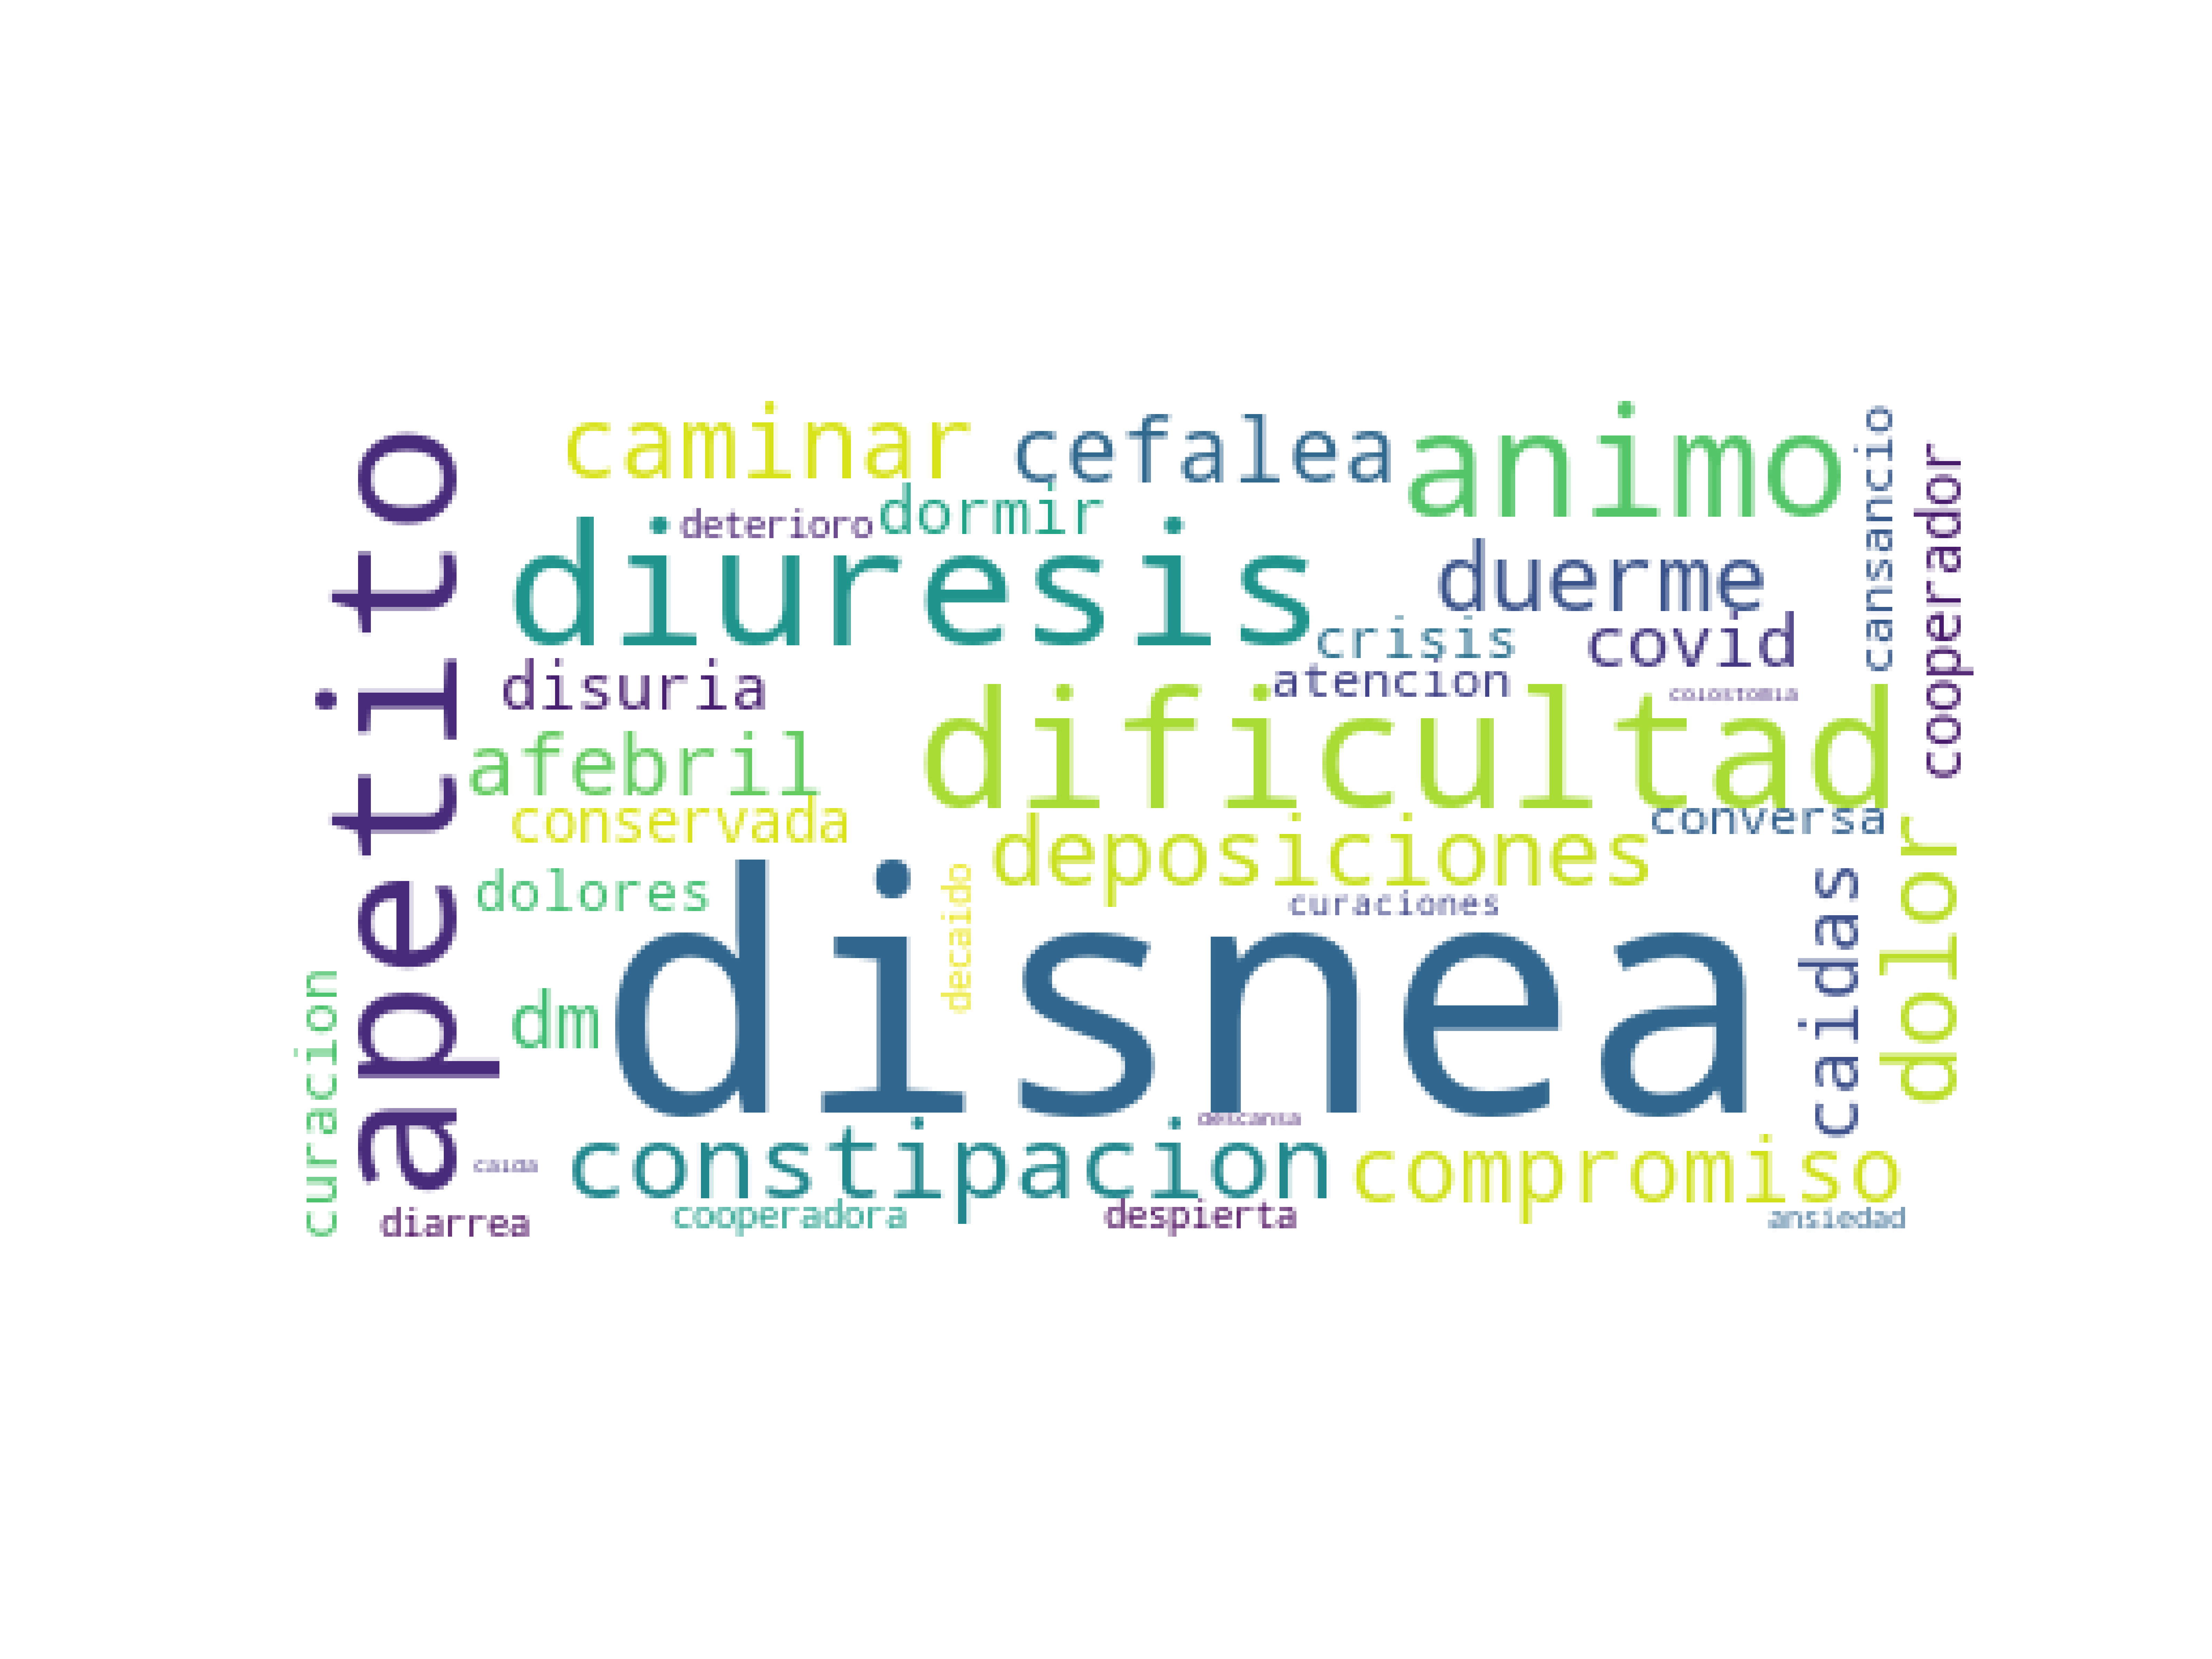 caminar
cefalea
animo
cansancio
cooperador
apetito
deterioro
dormir
diuresis
duerme
crisis
covid
disuria
atencion
colostomia
dificultad
afebril
conservada
conversa
deposiciones
dolores
decaido
curaciones
caidas
dolor
disnea
dm
curacion
descansa
caida
constipacion
compromiso
diarrea
cooperadora
despierta
ansiedad